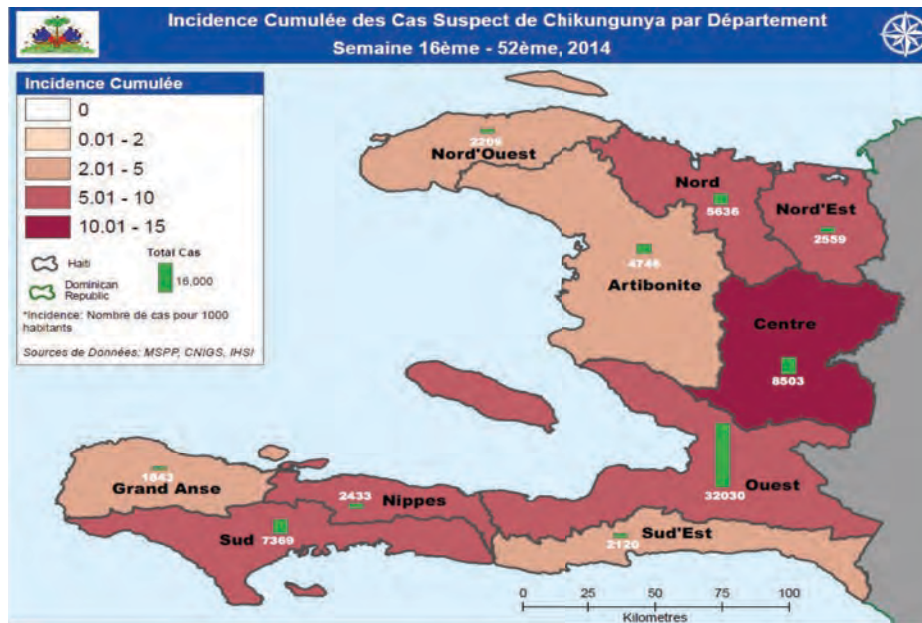 Incidence Cumulée des Cas Suspect de Chikungunya par Département
Semaine 16ème - 52ème, 2014
Incidence Cumulée
0
0.01 - 2
2.01 - 5
5.01 - 10
10.01 - 15
Haiti
Dominican
Republic
Total Cas
16,000
*Incidence: Nombre de cas pour 1000
habitants
Sources de Données: MSPP, CNIGS, IHSI
2209
Nord'Ouest
Nord
5636
Nord'Est
2559
4746
Artibonite
Centre
8503
1843
Grand Anse
2433
Nippes
32030
Ouest
Sud
7369
Sud'Est
2120
0 25 50 75 100
Kilometres